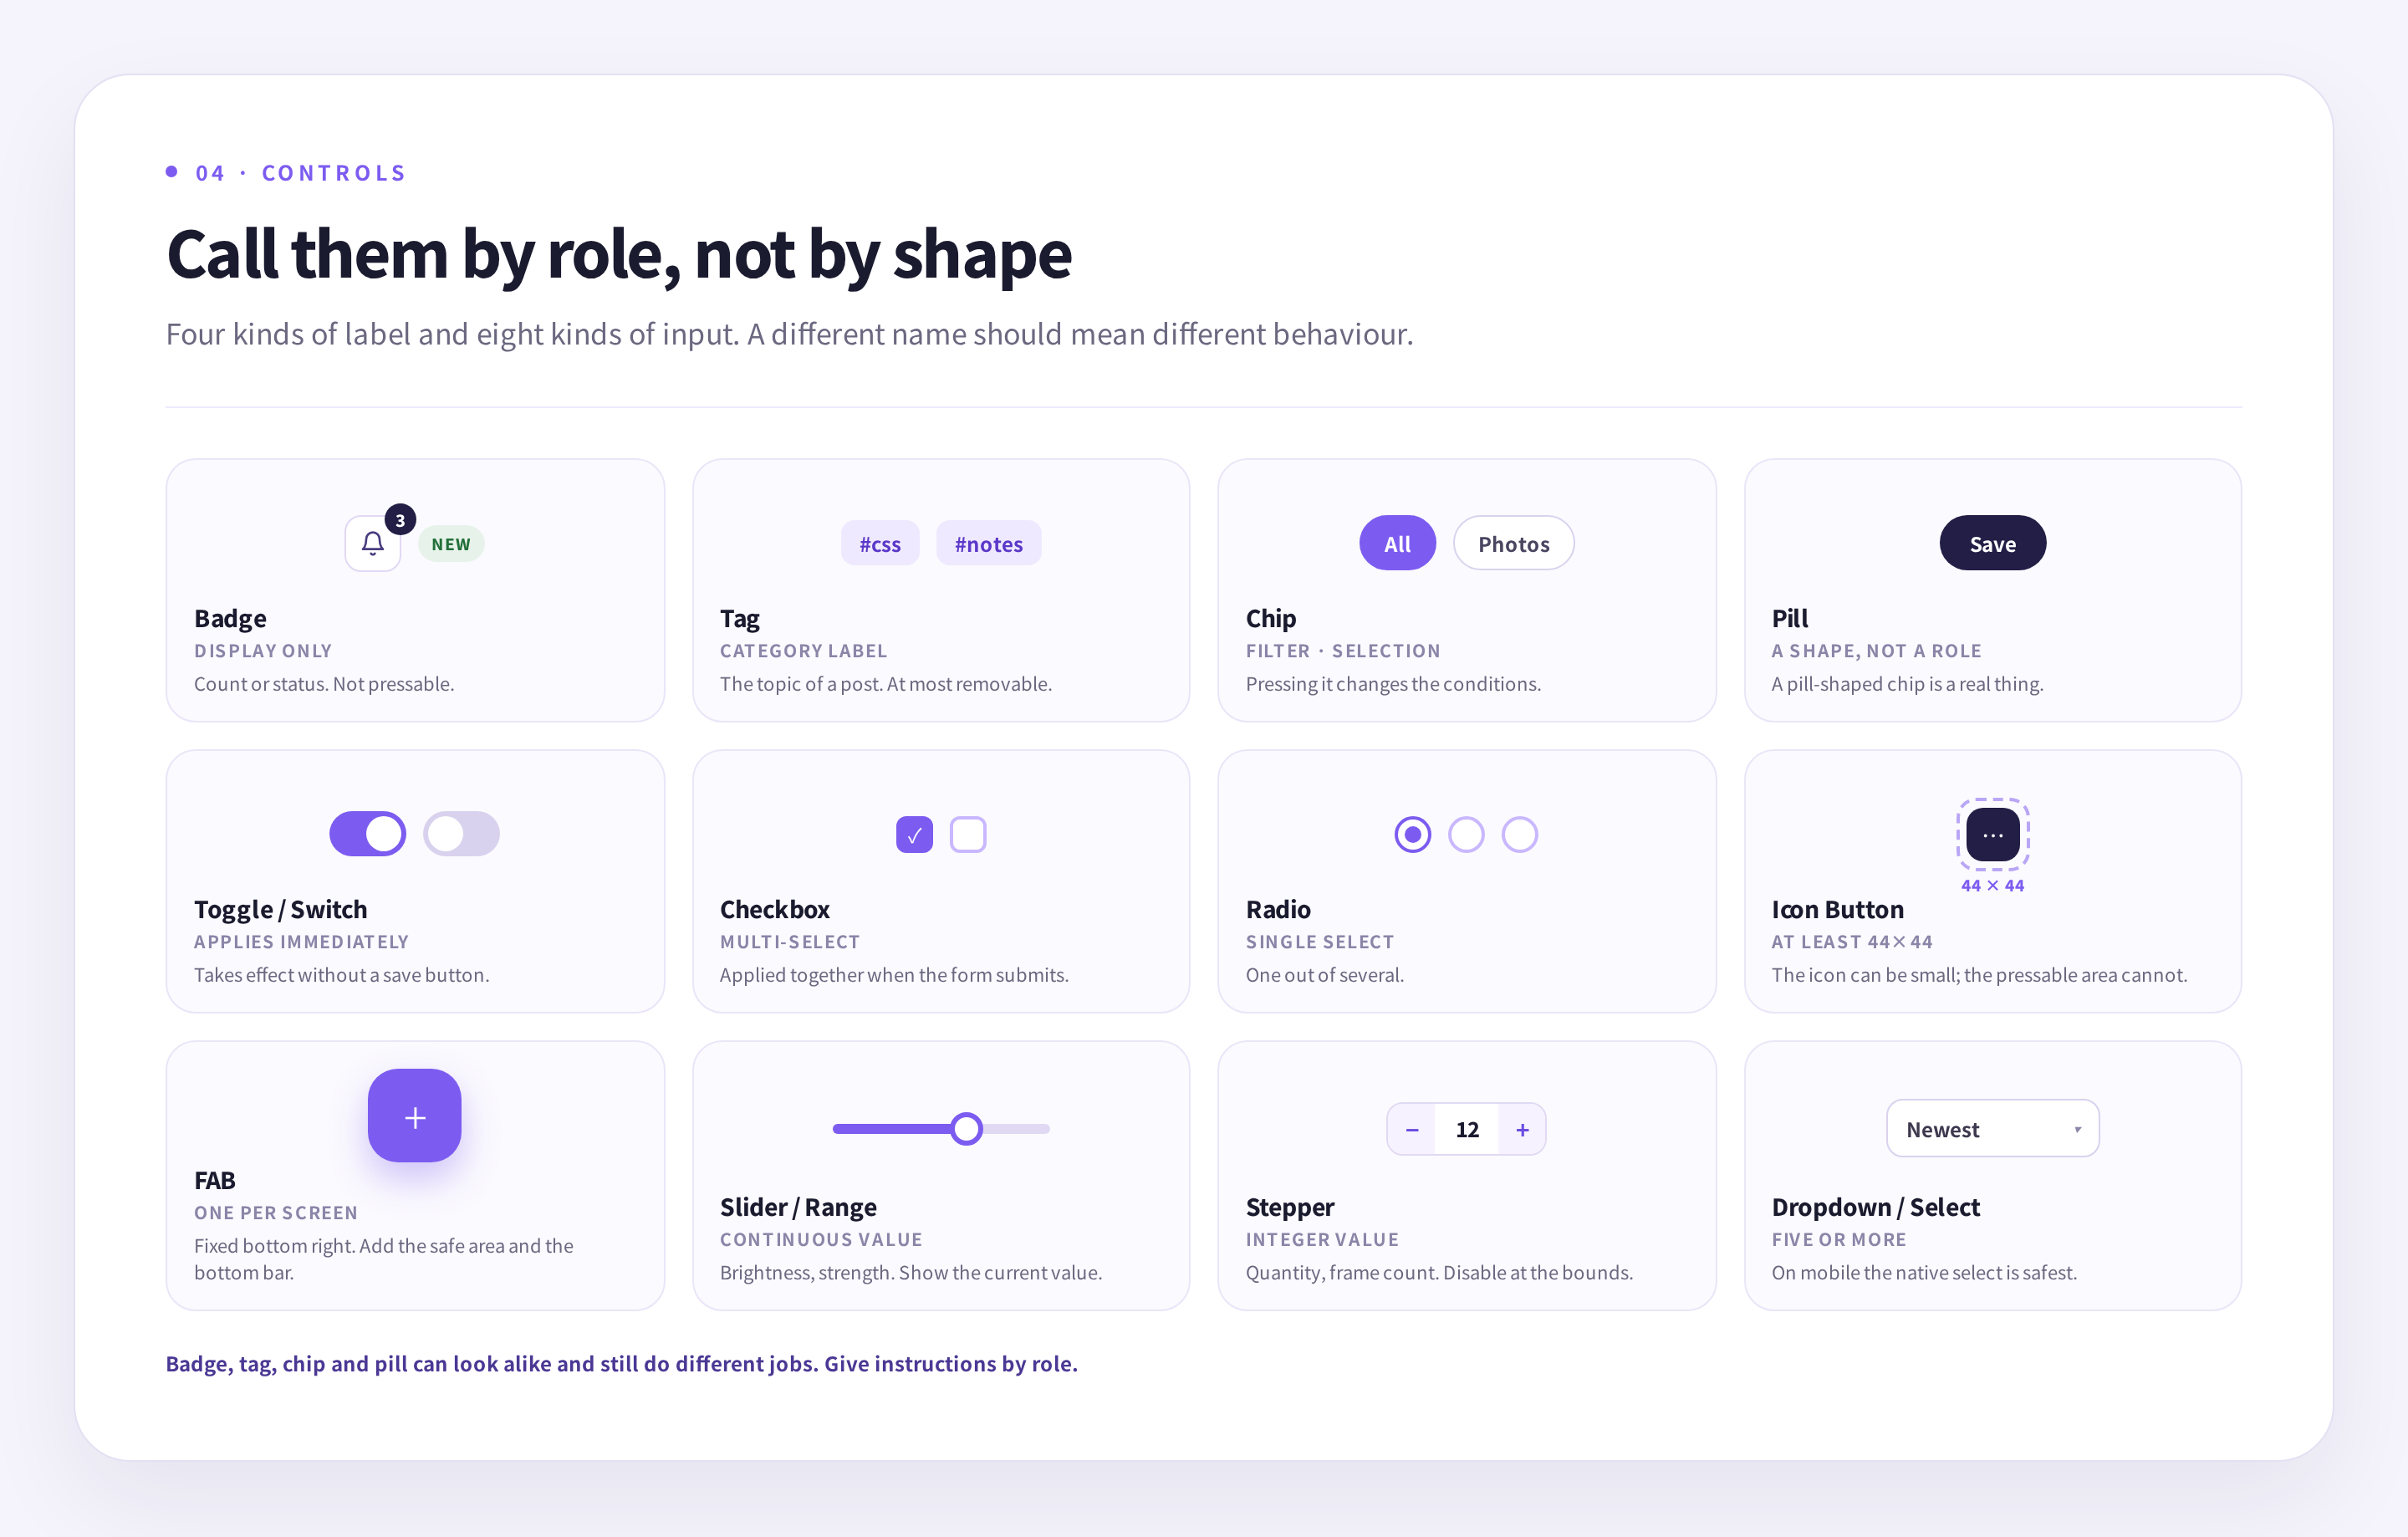 04 · CONTROLS
Call them by role, not by shape
Four kinds of label and eight kinds of input. A different name should mean different behaviour.
3
NEW
Badge
DISPLAY ONLY
Count or status. Not pressable.
#css #notes
Tag
CATEGORY LABEL
The topic of a post. At most removable.
All Photos
Chip
FILTER · SELECTION
Pressing it changes the conditions.
Save
Pill
A SHAPE, NOT A ROLE
A pill-shaped chip is a real thing.
Toggle / Switch
APPLIES IMMEDIATELY
Takes effect without a save button.
✓
Checkbox
MULTI-SELECT
Applied together when the form submits.
Radio
SINGLE SELECT
One out of several.
···
44 × 44
Icon Button
AT LEAST 44×44
The icon can be small; the pressable area cannot.
+
FAB
ONE PER SCREEN
Fixed bottom right. Add the safe area and the
bottom bar.
Slider / Range
CONTINUOUS VALUE
Brightness, strength. Show the current value.
− 12 +
Stepper
INTEGER VALUE
Quantity, frame count. Disable at the bounds.
Newest ▾
Dropdown / Select
FIVE OR MORE
On mobile the native select is safest.
Badge, tag, chip and pill can look alike and still do different jobs. Give instructions by role.